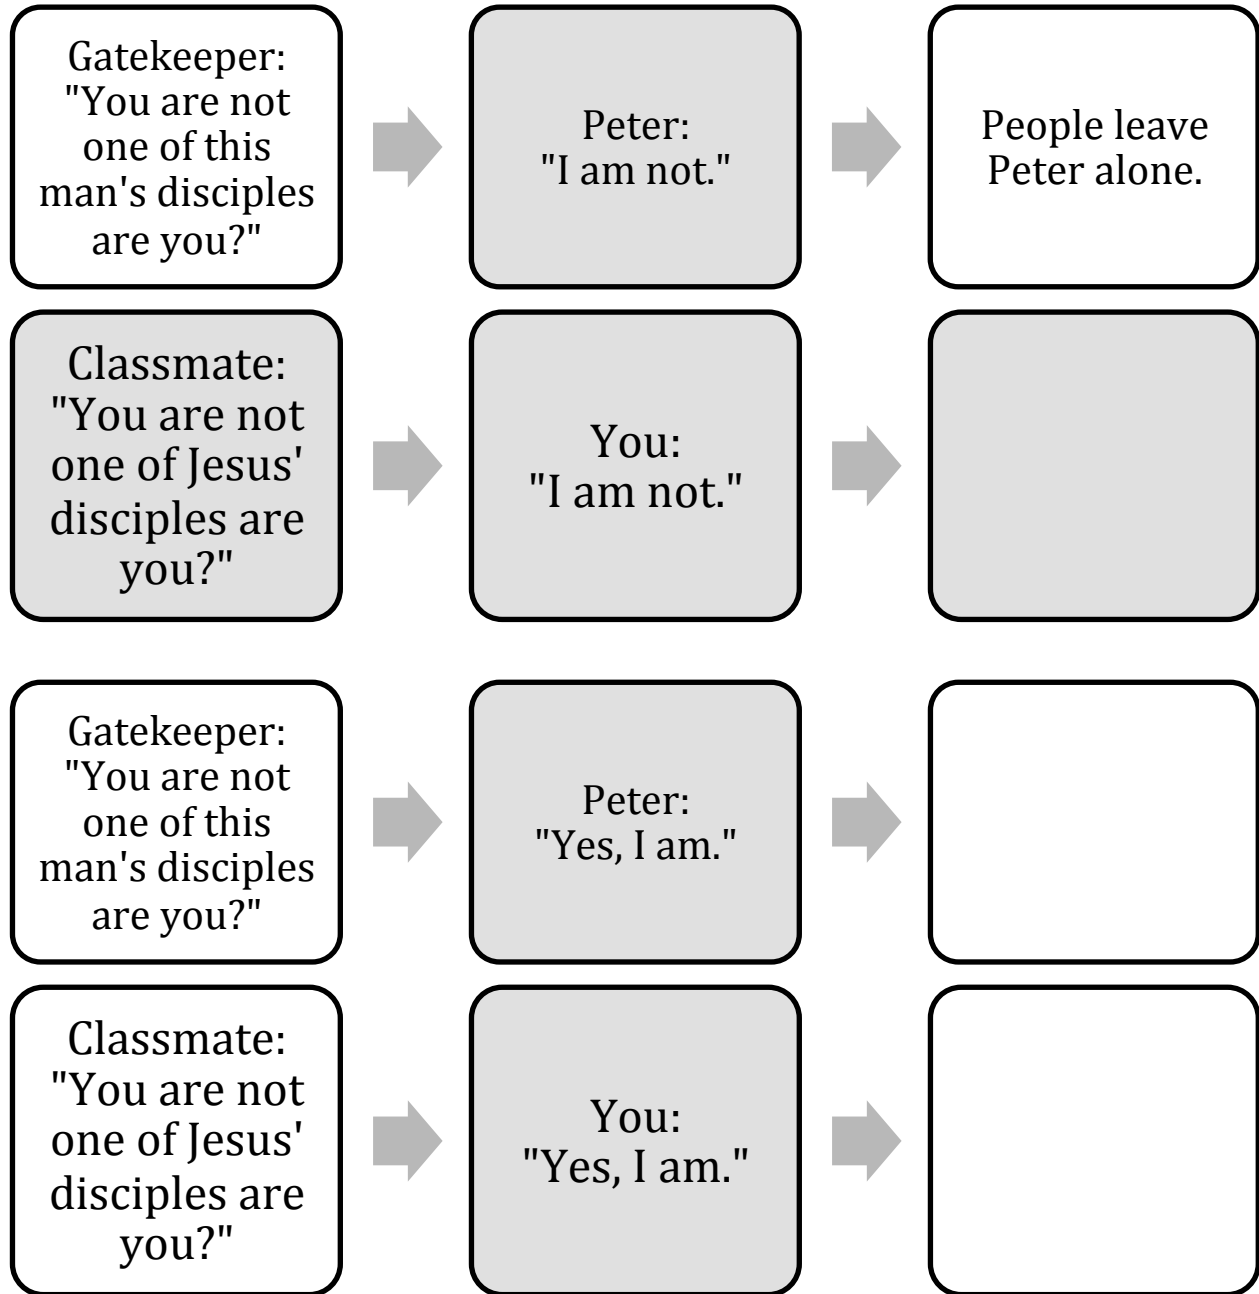 Gatekeeper:
"You are not
one of this
man's disciples
are you?"
Peter:
"I am not."
People leave
Peter alone.
Classmate:
"You are not
one of Jesus'
disciples are
you?"
You:
"I am not."
Gatekeeper:
"You are not
one of this
man's disciples
are you?"
Peter:
"Yes, I am."
Classmate:
"You are not
one of Jesus'
disciples are
you?"
You:
"Yes, I am."